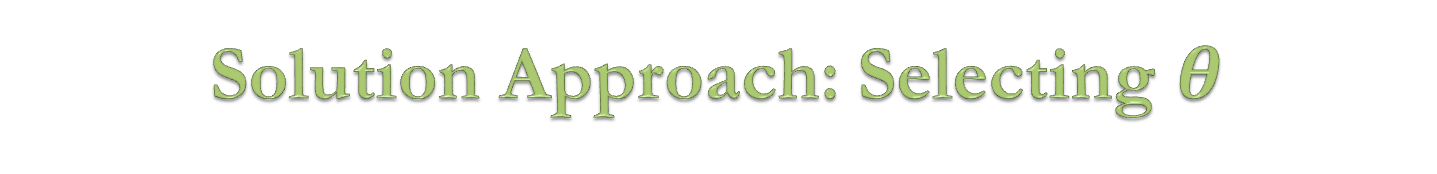 Solution Approach: Selecting θ